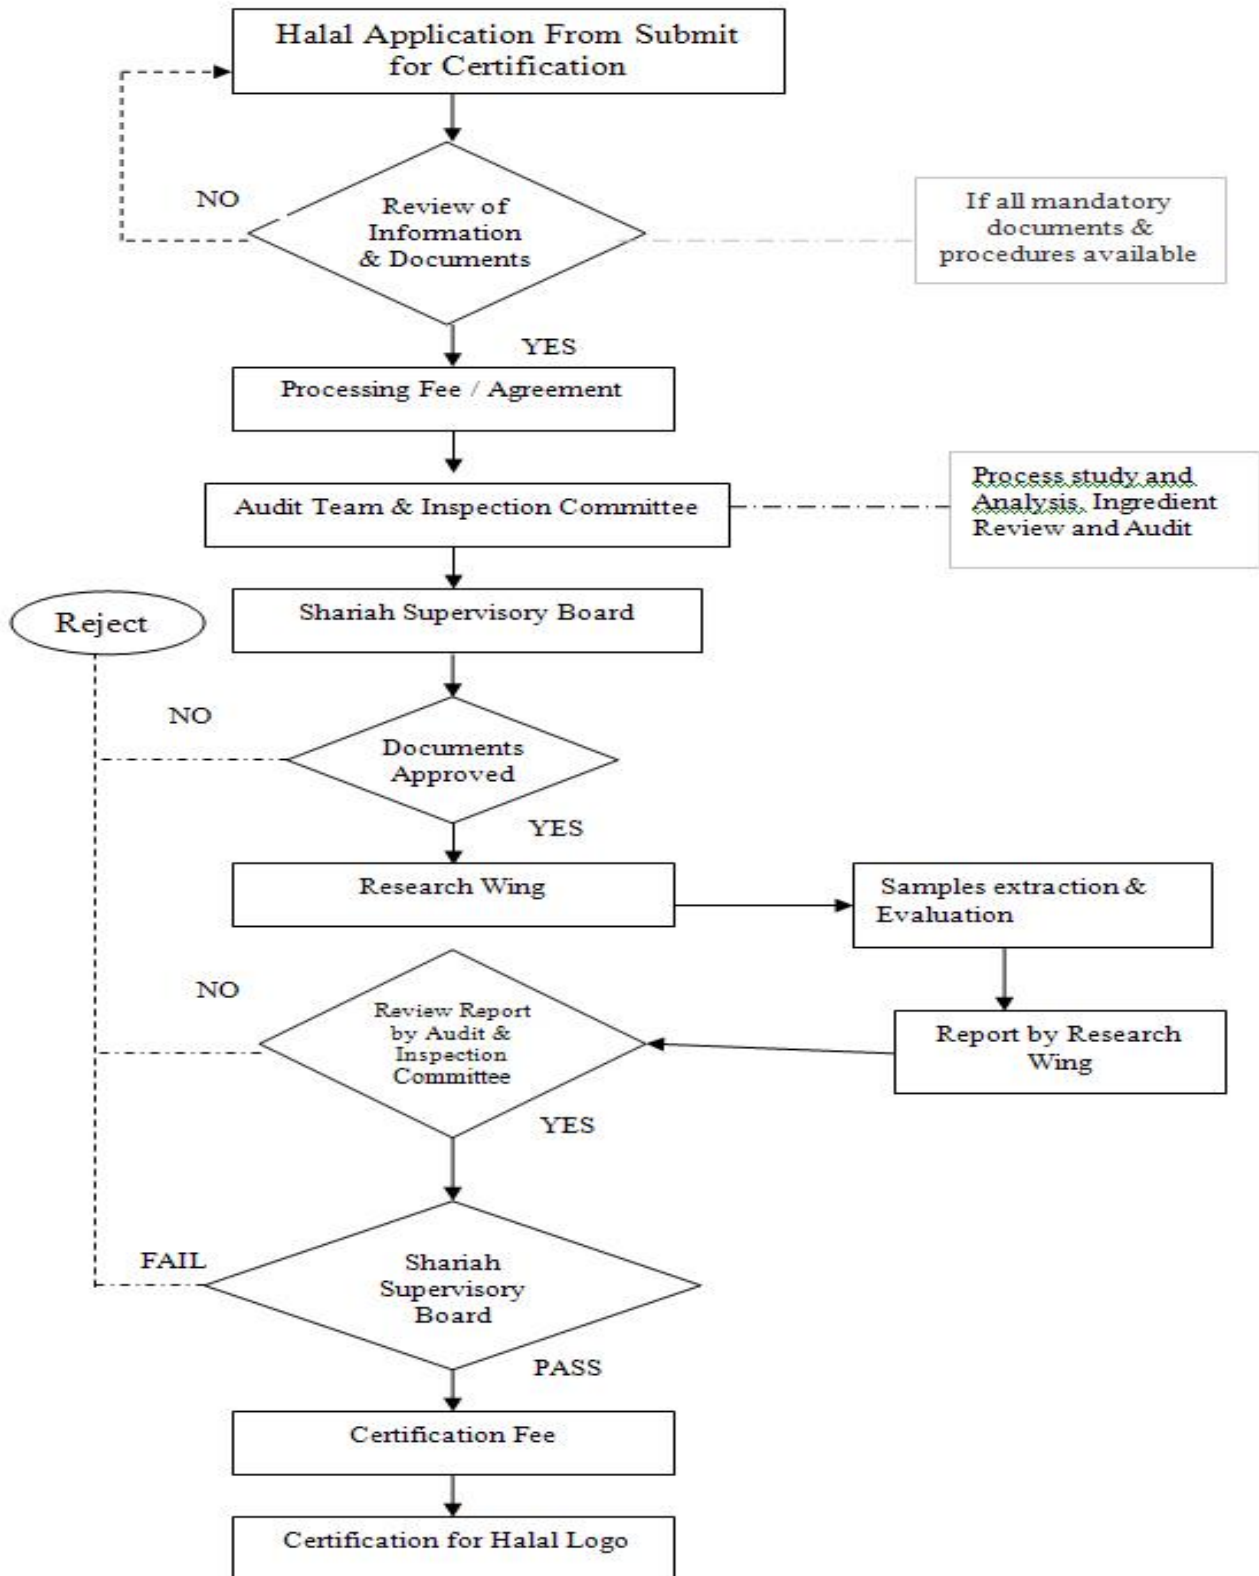 Halal Application From Submit
for Certification
NO
Review of
Information
& Documents
If all mandatory
documents &
procedures available
YES
Processing Fee / Agreement
Audit Team & Inspection Committee
Process study and
Analysis, Ingredient
Review and Audit
Shariah Supervisory Board
Reject
NO
Documents
Approved
YES
Research Wing
Samples extraction &
Evaluation
NO
Review Report
by Audit &
Inspection
Committee
Report by Research
Wing
YES
FAIL
Shariah
Supervisory
Board
PASS
Certification Fee
Certification for Halal Logo